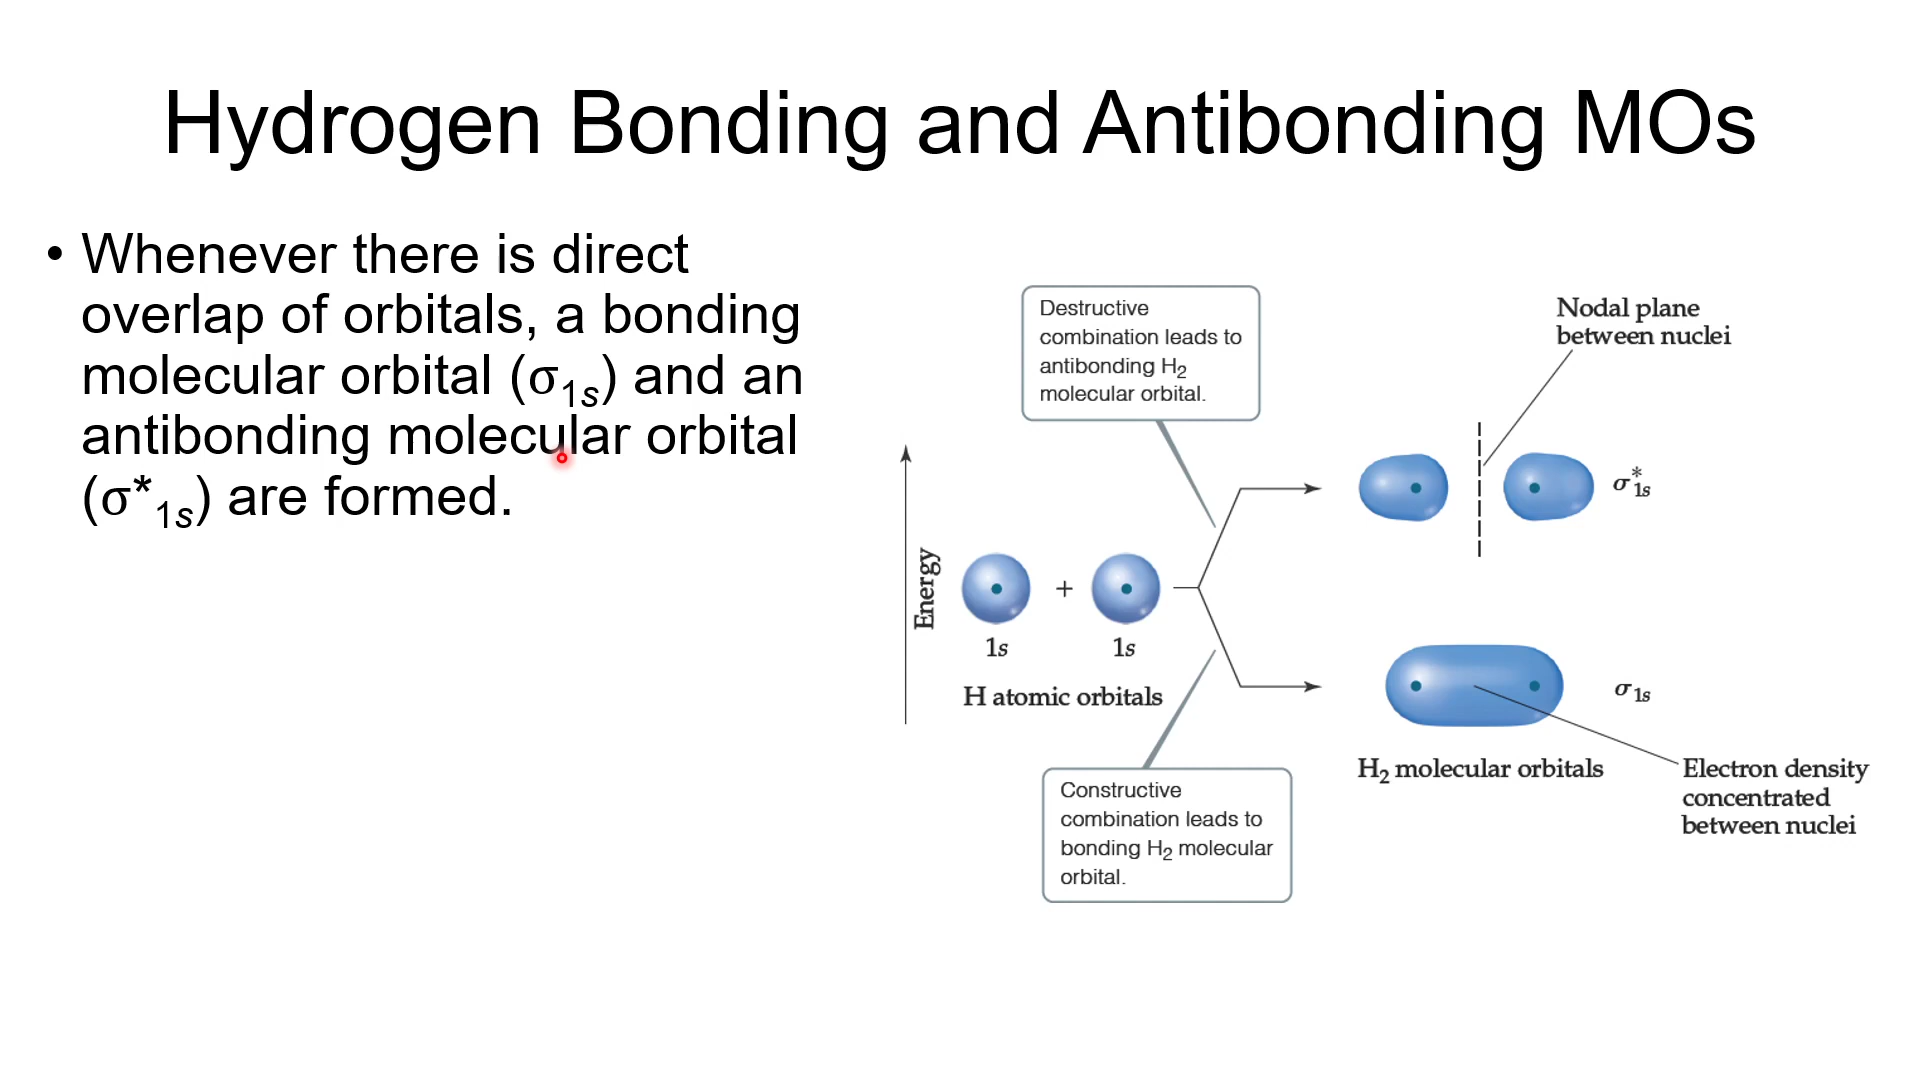 Hydrogen Bonding and Antibonding MOs
• Whenever there is direct
overlap of orbitals, a bonding
molecular orbital (σ1s) and an
antibonding molecular orbital
(σ*1s) are formed.
Destructive
combination leads to
antibonding H2
molecular orbital.
Nodal plane
between nuclei
σ*1s
Energy
+
1s
1s
H atomic orbitals
σ1s
H2 molecular orbitals
Electron density
concentrated
between nuclei
Constructive
combination leads to
bonding H2 molecular
orbital.